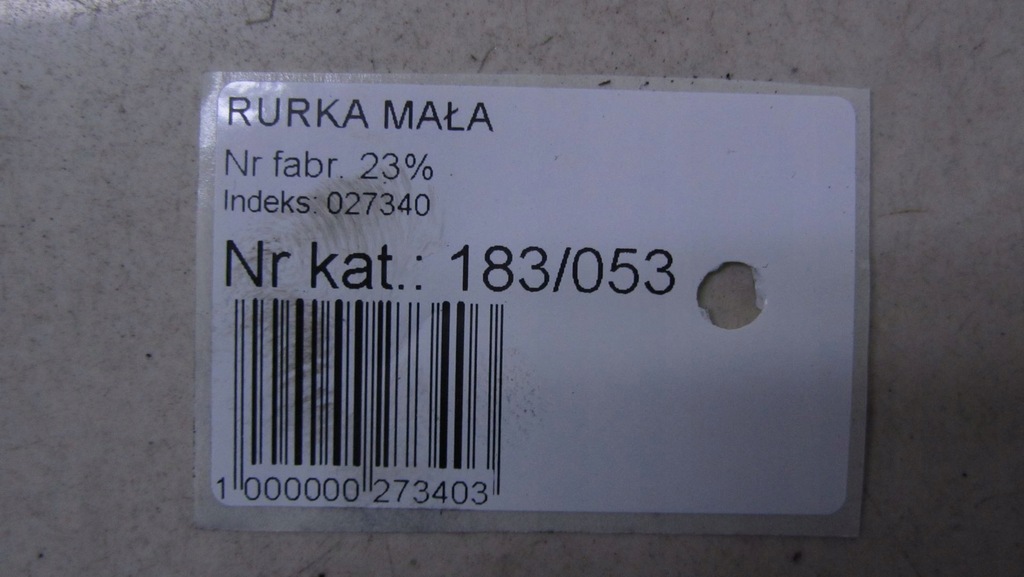 RURKA MAŁA
Nr fabr. 23%
Indeks: 027340
Nr kat.: 183/053
1 000000 273403